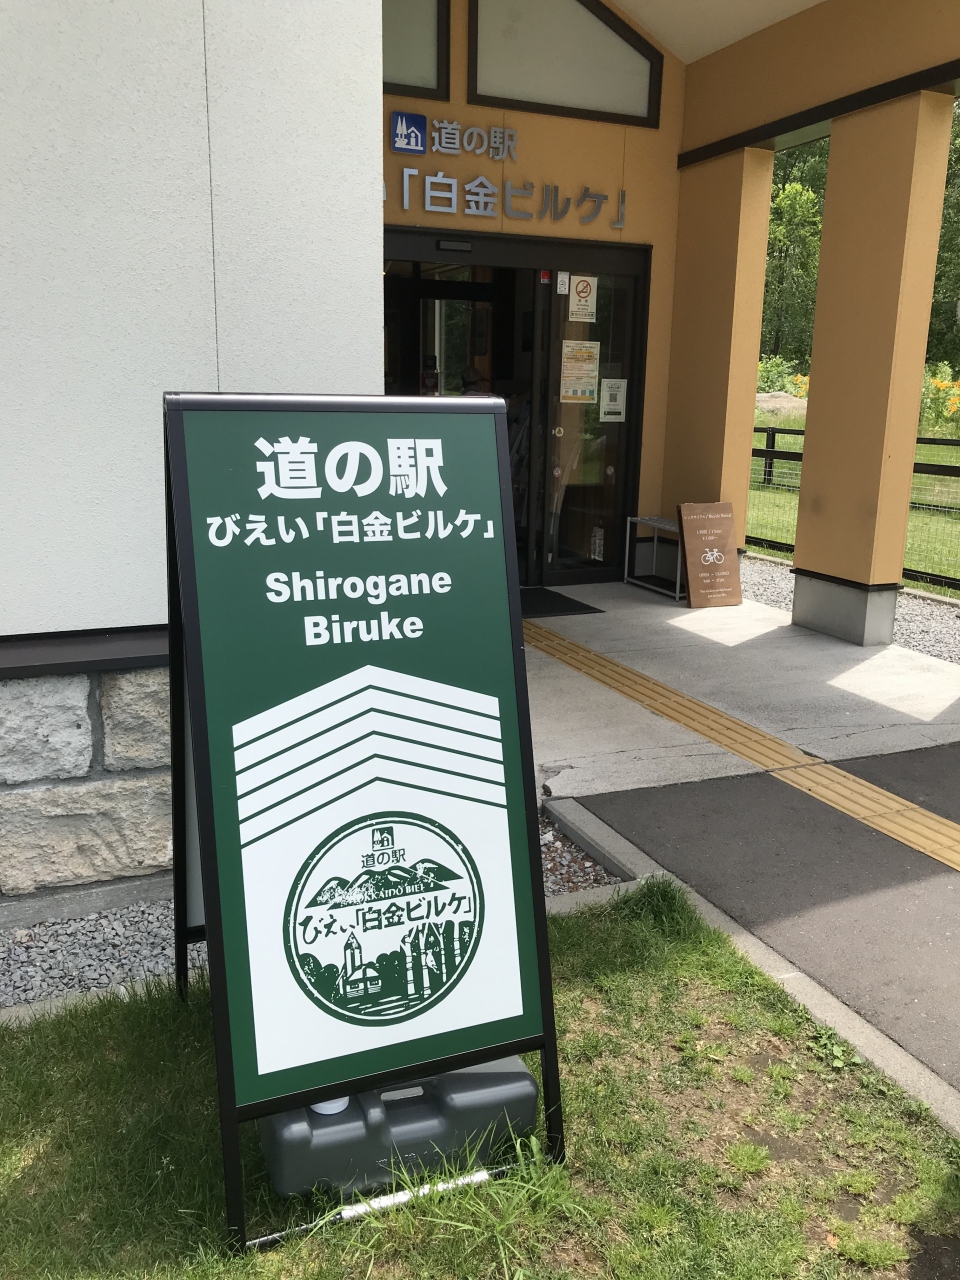 道の駅
「白金ビルケ」
道の駅
びえい「白金ビルケ」
Shirogane
Biruke
道の駅
HOKKAIDO BIEI
びえい「白金ビルケ」